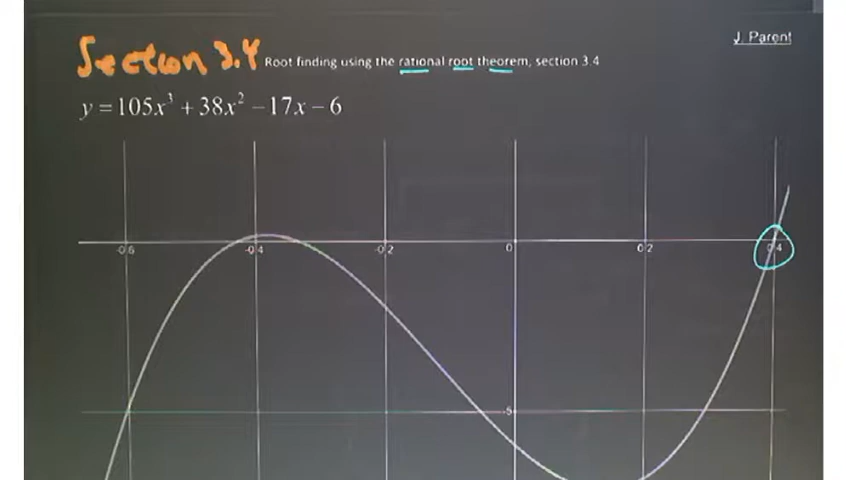 J. Parent
Section 3.4 Root finding using the rational root theorem, section 3.4
y = 105x³ + 38x² – 17x – 6
-0.6 -0.4 -0.2 0 0.2 0.4
-5